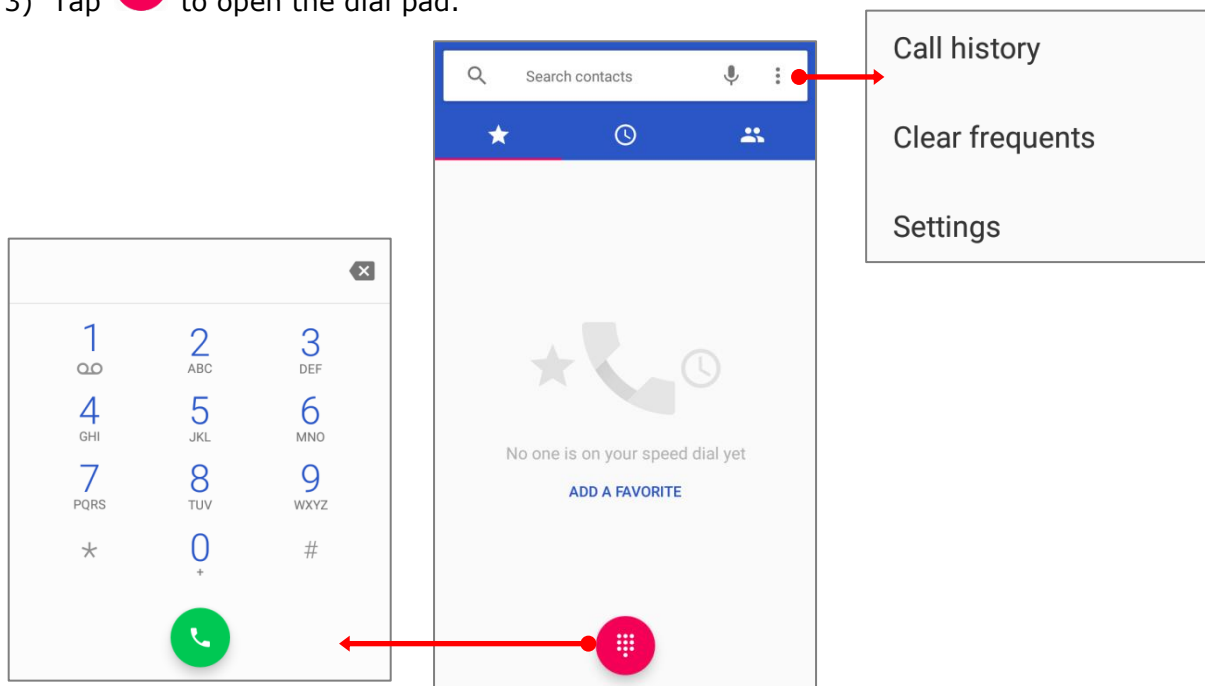 3) Tap to open the dial pad.
Search contacts
No one is on your speed dial yet
ADD A FAVORITE
Call history
Clear frequents
Settings
1 2 3
ABC DEF
4 5 6
GHI JKL MNO
7 8 9
PQRS TUV WXYZ
* 0 #
+